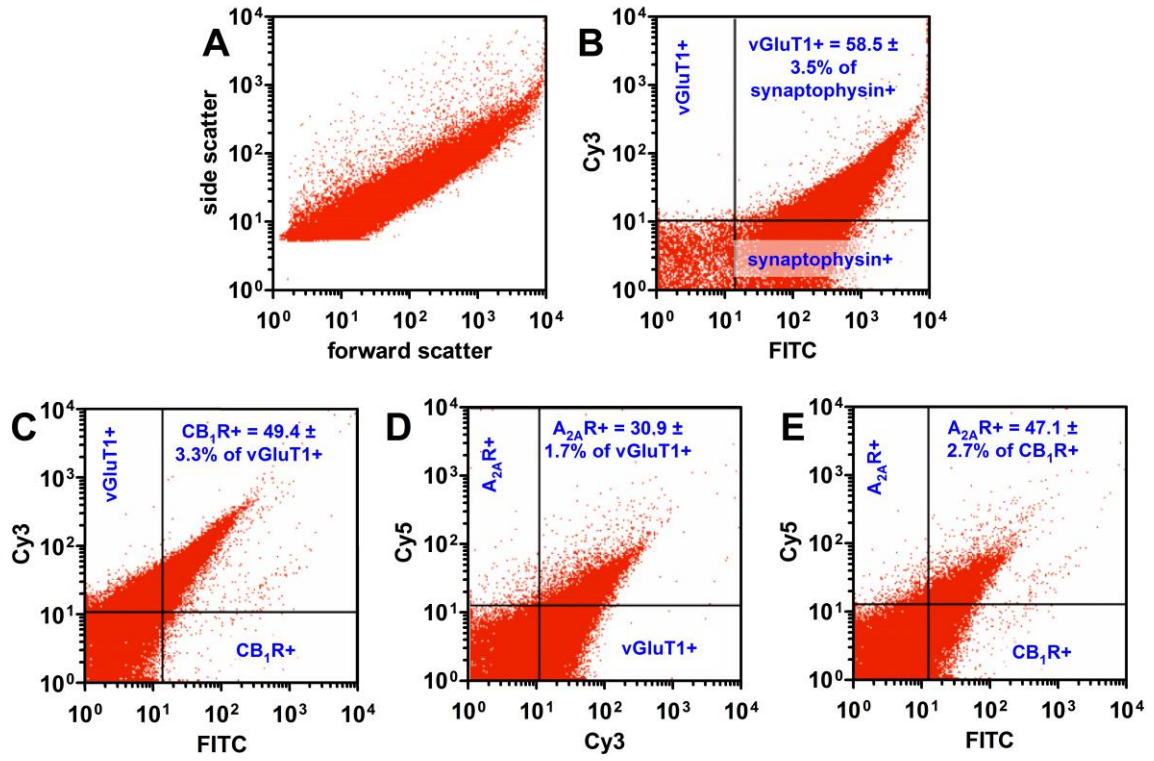 A
side scatter
10⁴
10³
10²
10¹
10⁰
10⁰ 10¹ 10² 10³ 10⁴
forward scatter
B
Cy3
10⁴
10³
10²
10¹
10⁰
vGluT1+
vGluT1+ = 58.5 ±
3.5% of
synaptophysin+
synaptophysin+
10⁰ 10¹ 10² 10³ 10⁴
FITC
C
Cy3
10⁴
10³
10²
10¹
10⁰
vGluT1+
CB₁R+ = 49.4 ±
3.3% of vGluT1+
CB₁R+
10⁰ 10¹ 10² 10³ 10⁴
FITC
D
Cy5
10⁴
10³
10²
10¹
10⁰
A₂ₐR+
A₂ₐR+ = 30.9 ±
1.7% of vGluT1+
vGluT1+
10⁰ 10¹ 10² 10³ 10⁴
Cy3
E
Cy5
10⁴
10³
10²
10¹
10⁰
A₂ₐR+
A₂ₐR+ = 47.1 ±
2.7% of CB₁R+
CB₁R+
10⁰ 10¹ 10² 10³ 10⁴
FITC